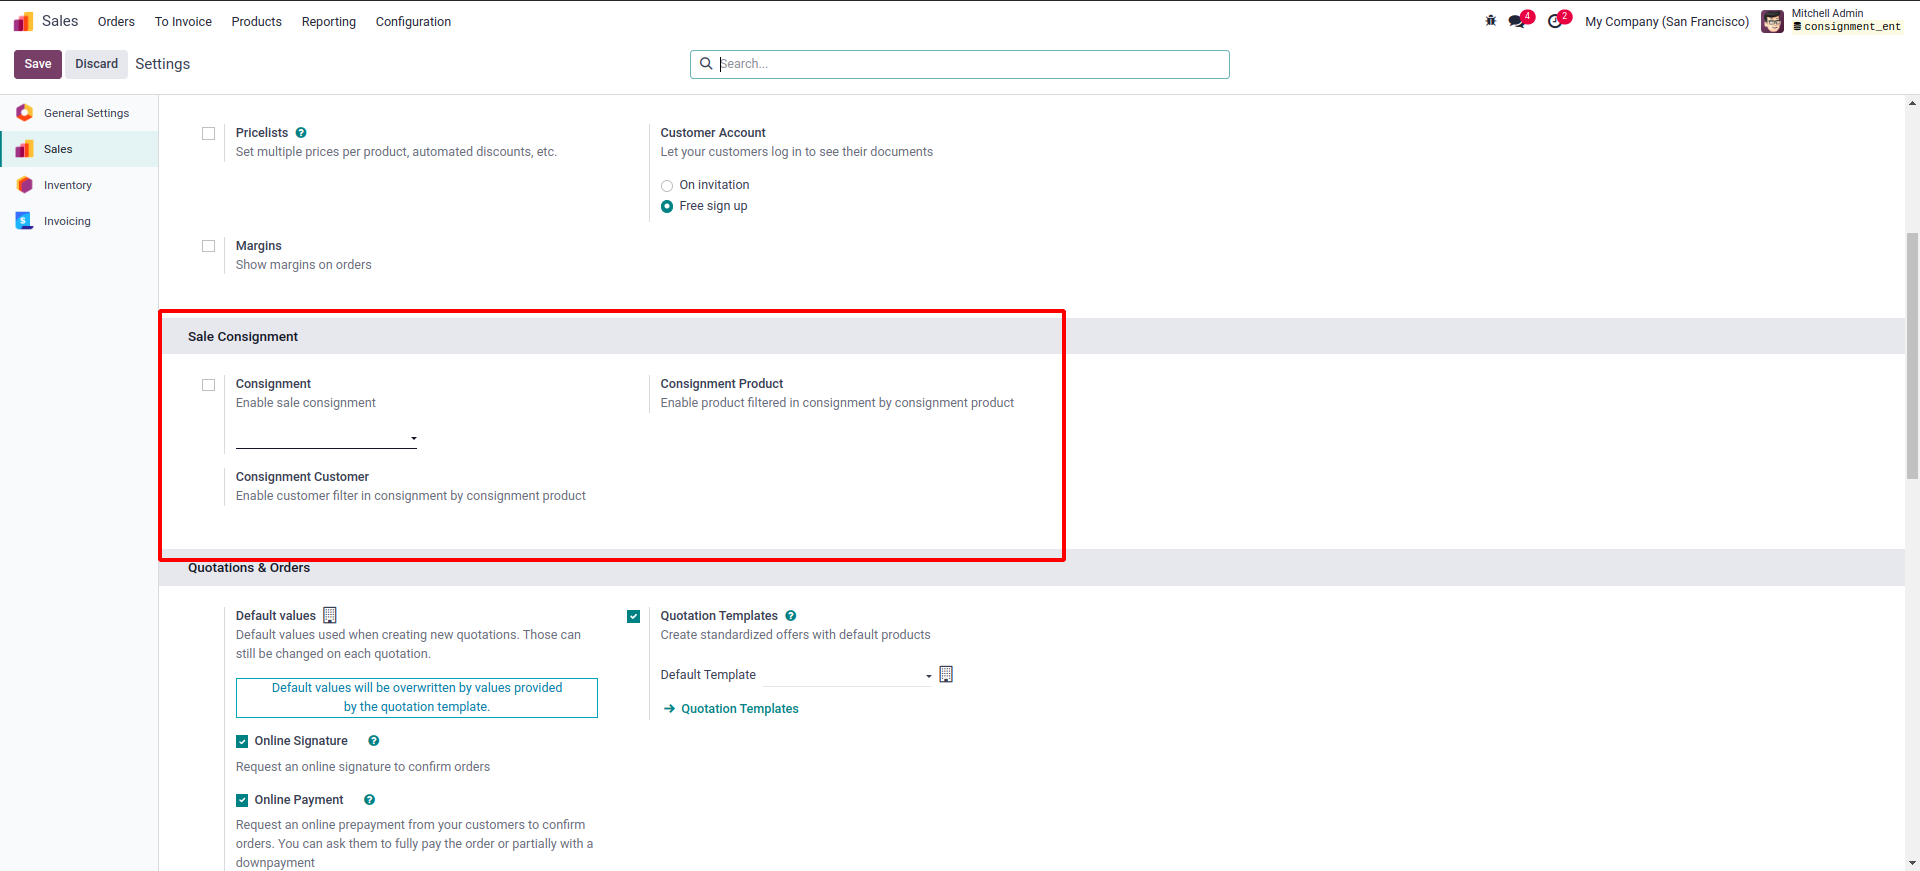 Sales Orders To Invoice Products Reporting Configuration
4 2 My Company (San Francisco) Mitchell Admin
consignment_ent
Save Discard Settings Search...
General Settings
Sales
Inventory
Invoicing
Pricelists ?
Set multiple prices per product, automated discounts, etc.
Customer Account
Let your customers log in to see their documents
On invitation
Free sign up
Margins
Show margins on orders
Sale Consignment
Consignment
Enable sale consignment
Consignment Product
Enable product filtered in consignment by consignment product
Consignment Customer
Enable customer filter in consignment by consignment product
Quotations & Orders
Default values
Default values used when creating new quotations. Those can
still be changed on each quotation.
Default values will be overwritten by values provided
by the quotation template.
Online Signature ?
Request an online signature to confirm orders
Online Payment ?
Request an online prepayment from your customers to confirm
orders. You can ask them to fully pay the order or partially with a
downpayment
Quotation Templates ?
Create standardized offers with default products
Default Template
Quotation Templates